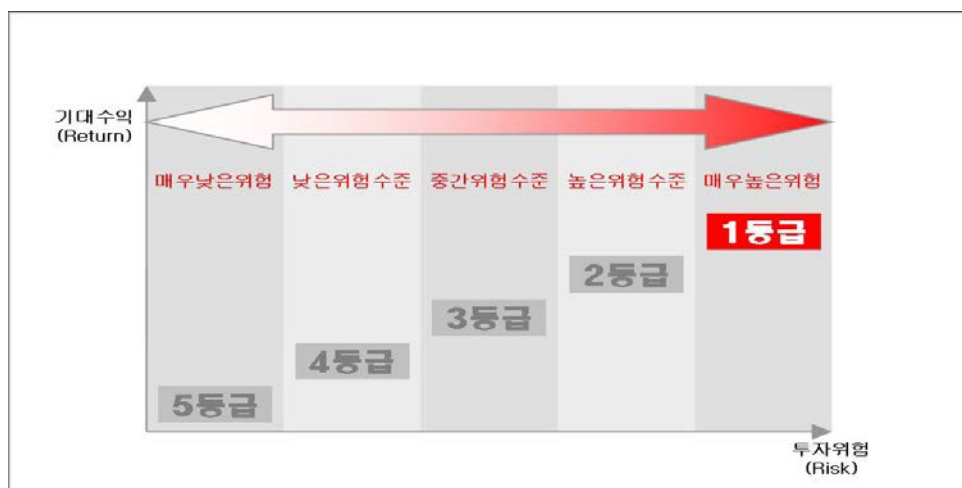 기대수익
(Return)
매우낮은위험 낮은위험수준 중간위험수준 높은위험수준 매우높은위험
1등급
2등급
3등급
4등급
5등급
투자위험
(Risk)